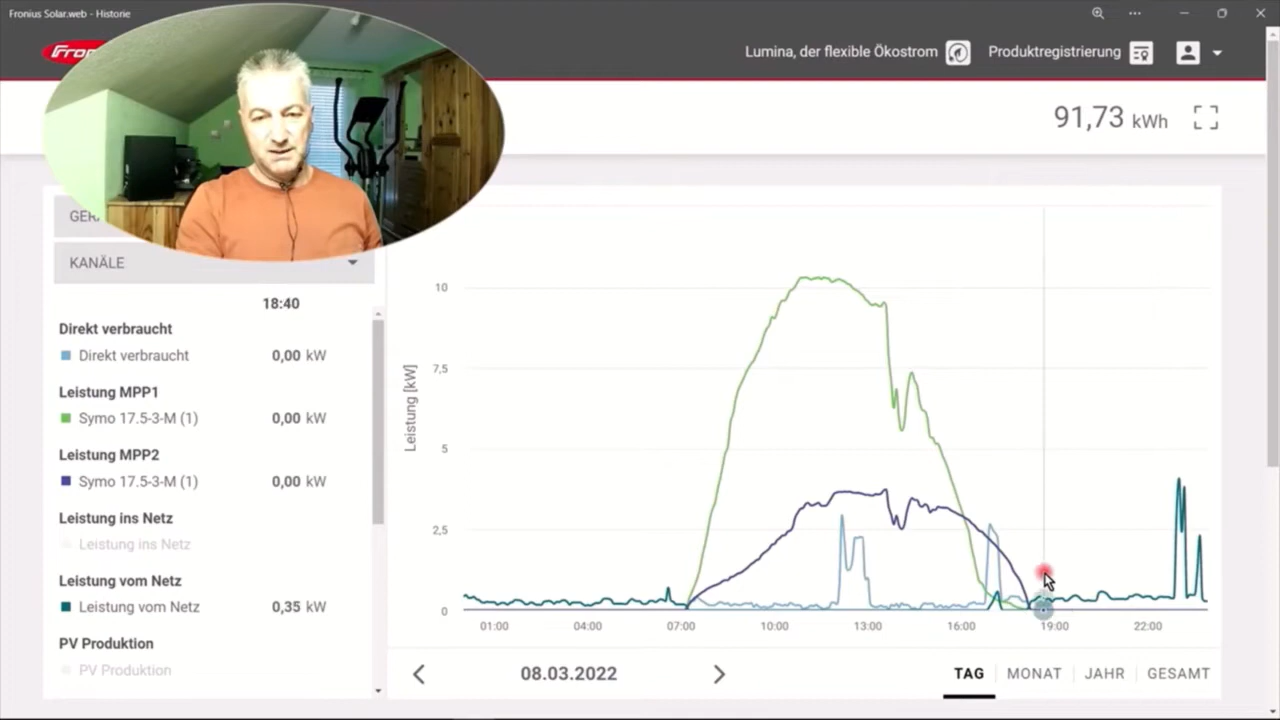 Fronius Solar.web - Historie
Fron
Lumina, der flexible Ökostrom
Produktregistrierung
91,73 kWh
GER
KANÄLE
18:40
Direkt verbraucht
Direkt verbraucht 0,00 kW
Leistung MPP1
Symo 17.5-3-M (1) 0,00 kW
Leistung MPP2
Symo 17.5-3-M (1) 0,00 kW
Leistung ins Netz
Leistung ins Netz
Leistung vom Netz
Leistung vom Netz 0,35 kW
PV Produktion
PV Produktion
Leistung [kW]
10
7,5
5
2,5
0
01:00 04:00 07:00 10:00 13:00 16:00 19:00 22:00
08.03.2022
TAG MONAT JAHR GESAMT